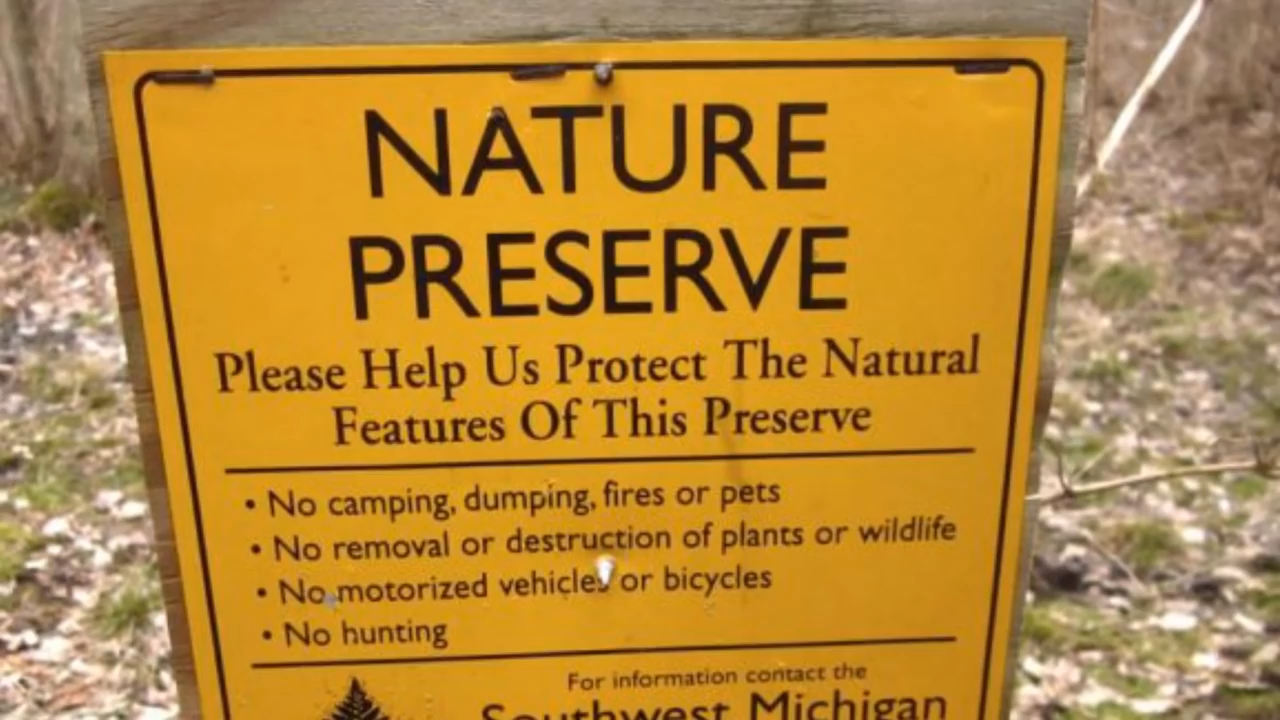 NATURE
PRESERVE
Please Help Us Protect The Natural
Features Of This Preserve
• No camping, dumping, fires or pets
• No removal or destruction of plants or wildlife
• No motorized vehicles or bicycles
• No hunting
For information contact the
Southwest Michigan